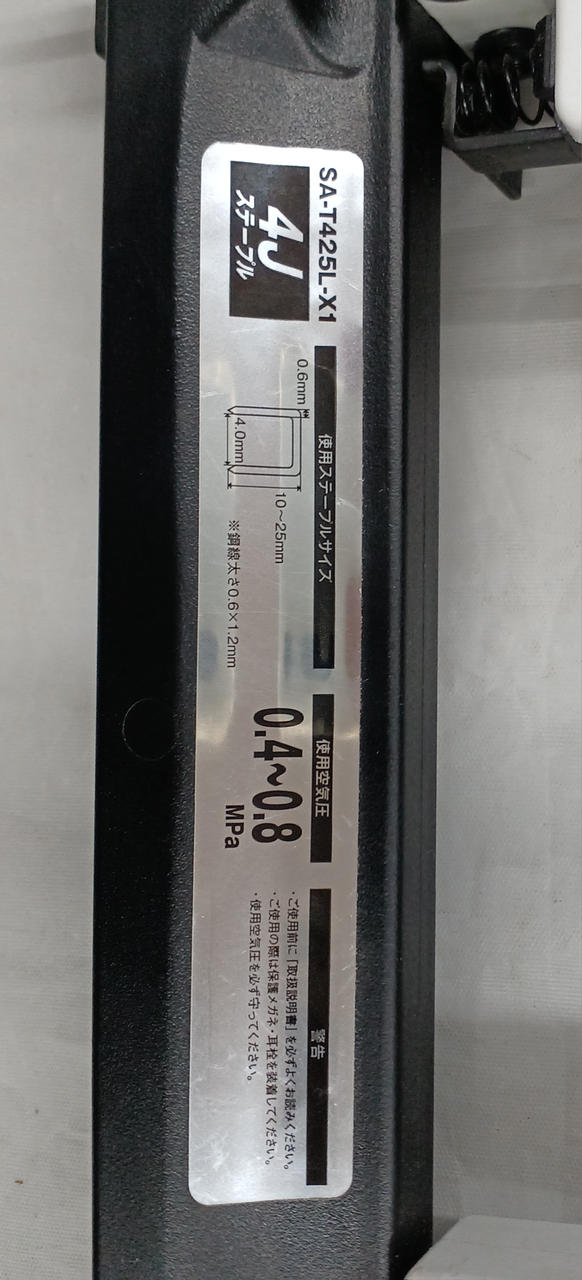 SA-T425L-X1
4J
ステープル
使用ステープルサイズ
0.6mm
4.0mm
10～25mm
※鋼線太さ0.6×1.2mm
使用空気圧
0.4～0.8
MPa
警告
・ご使用前に「取扱説明書」を必ずよくお読みください。
・ご使用の際は保護メガネ・耳栓を装着してください。
・使用空気圧を必ず守ってください。